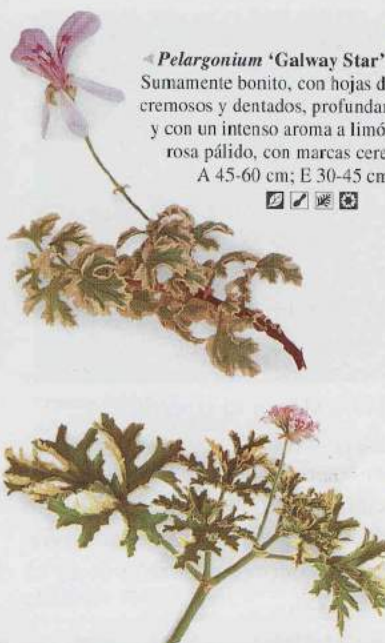 Pelargonium 'Galway Star'
Sumamente bonito, con hojas d
cremosos y dentados, profundar
y con un intenso aroma a limó
rosa pálido, con marcas cere
A 45-60 cm; E 30-45 cm